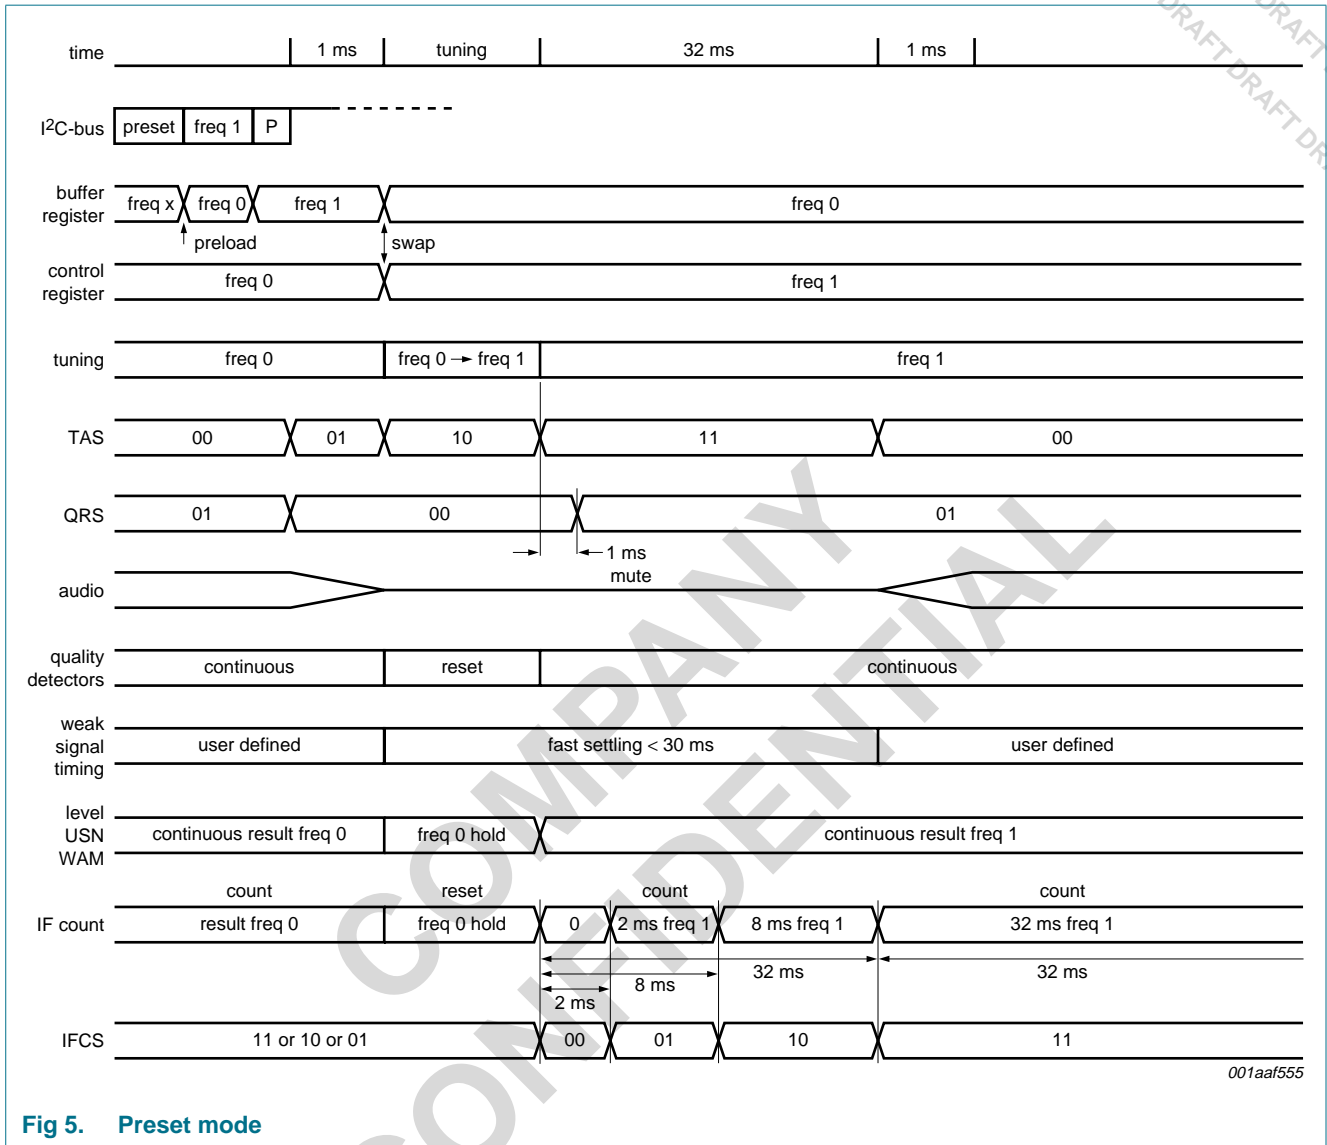 time 1 ms tuning 32 ms 1 ms
I2C-bus preset freq 1 P
buffer register freq x freq 0 freq 1 freq 0
preload swap
control register freq 0 freq 1
tuning freq 0 → freq 1 freq 1
TAS 00 01 10 11 00
QRS 01 00 01
1 ms
audio mute
quality detectors continuous reset continuous
weak signal timing user defined fast settling < 30 ms user defined
level USN WAM continuous result freq 0 freq 0 hold continuous result freq 1
count reset count count
IF count result freq 0 freq 0 hold 0 2 ms freq 1 8 ms freq 1 32 ms freq 1
32 ms 32 ms
8 ms
2 ms
IFCS 11 or 10 or 01 00 01 10 11
001aaf555
Fig 5. Preset mode
COMPANY
CONFIDENTIAL
DRAFT DRAFT DRAFT
DRAFT